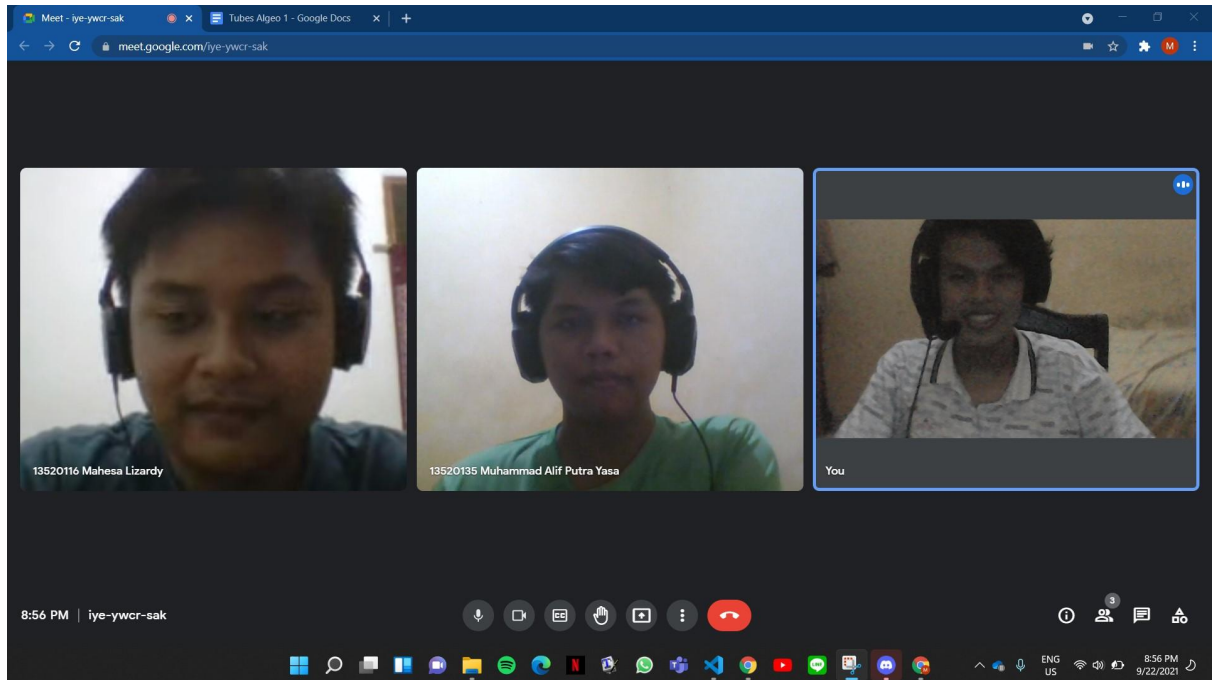 Meet - iye-ywcr-sak
Tubes Algeo 1 - Google Docs
meet.google.com/iye-ywcr-sak
M
13520116 Mahesa Lizardy
13520135 Muhammad Alif Putra Yasa
You
8:56 PM | iye-ywcr-sak
CC
3
N
LINE
ENG
US
8:56 PM
9/22/2021